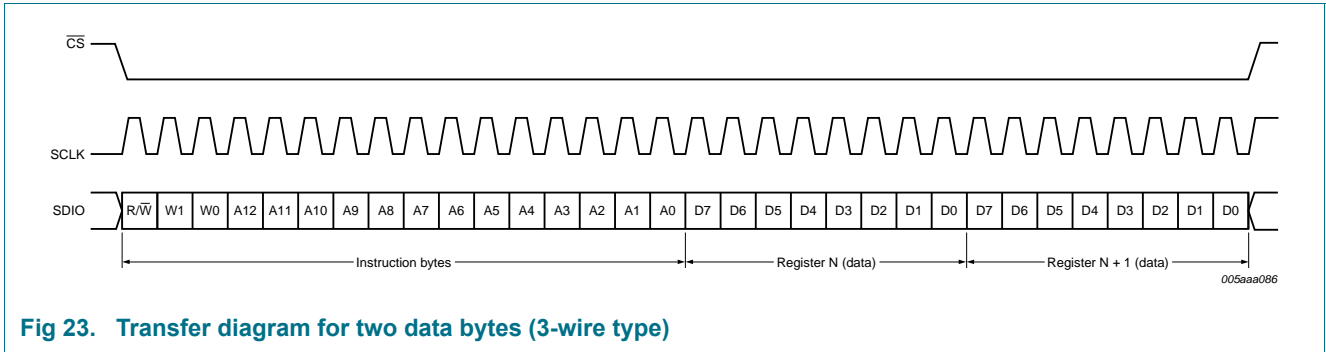 CS
SCLK
SDIO R/W W1 W0 A12 A11 A10 A9 A8 A7 A6 A5 A4 A3 A2 A1 A0 D7 D6 D5 D4 D3 D2 D1 D0 D7 D6 D5 D4 D3 D2 D1 D0
Instruction bytes Register N (data) Register N + 1 (data)
005aaa086
Fig 23. Transfer diagram for two data bytes (3-wire type)